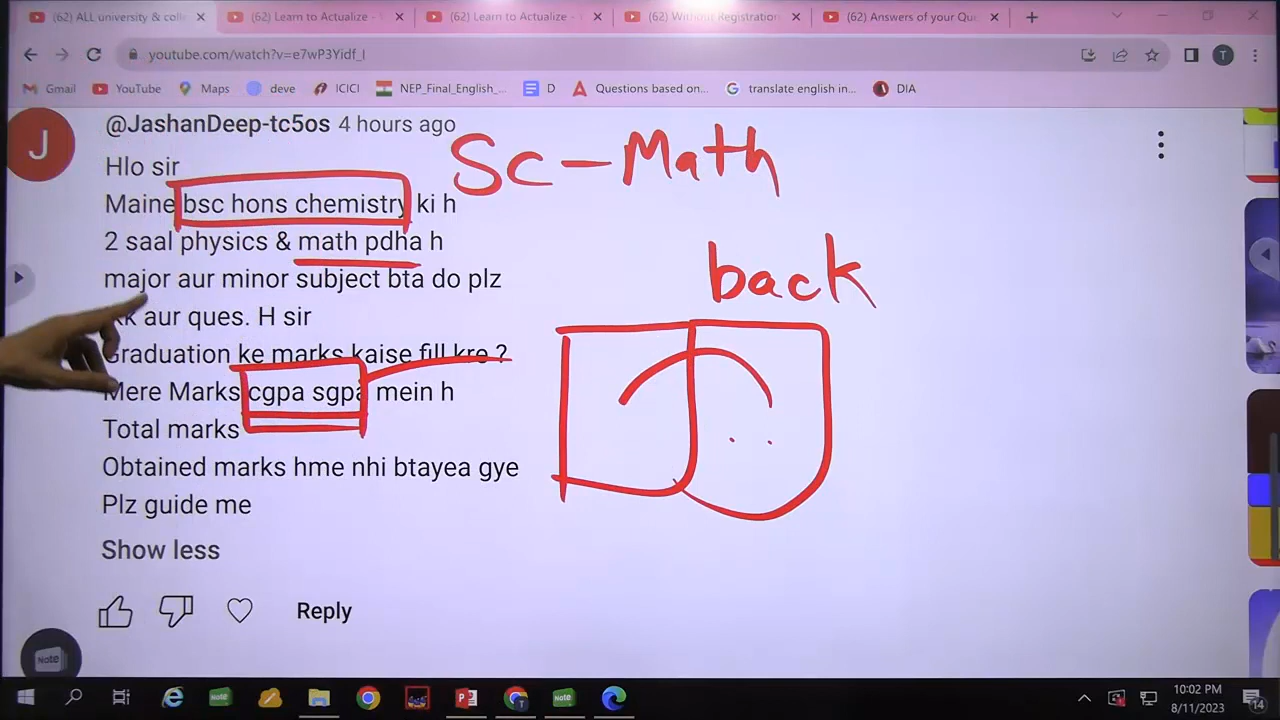 (62) ALL university & coll
(62) Learn to Actualize -
(62) Learn to Actualize -
(62) Without Registration
(62) Answers of your Que
youtube.com/watch?v=e7wP3Yidf_I
T
Gmail
YouTube
Maps
deve
ICICI
NEP_Final_English_...
D
Questions based on...
translate english in...
DIA
J
@JashanDeep-tc5os 4 hours ago
Sc - Math
Hlo sir
Maine bsc hons chemistry ki h
2 saal physics & math pdha h
back
major aur minor subject bta do plz
aur ques. H sir
Graduation ke marks kaise fill kre ?
Mere Marks cgpa sgpa mein h
Total marks
Obtained marks hme nhi btayea gye
Plz guide me
Show less
Reply
Note
10:02 PM
8/11/2023
14